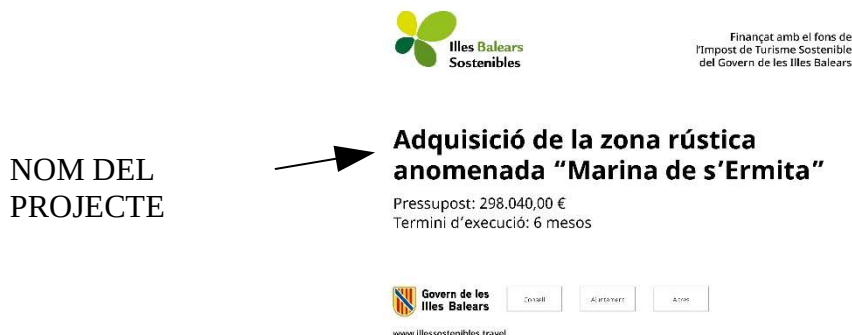 Illes Balears
Sostenibles
Finançat amb el fons de
l'Impost de Turisme Sostenible
del Govern de les Illes Balears
NOM DEL
PROJECTE
Adquisició de la zona rústica
anomenada “Marina de s’Ermita”
Pressupost: 298.040,00 €
Termini d’execució: 6 mesos
Govern de les
Illes Balears
Consell
Ajuntament
Altres
www.illessostenibles.travel